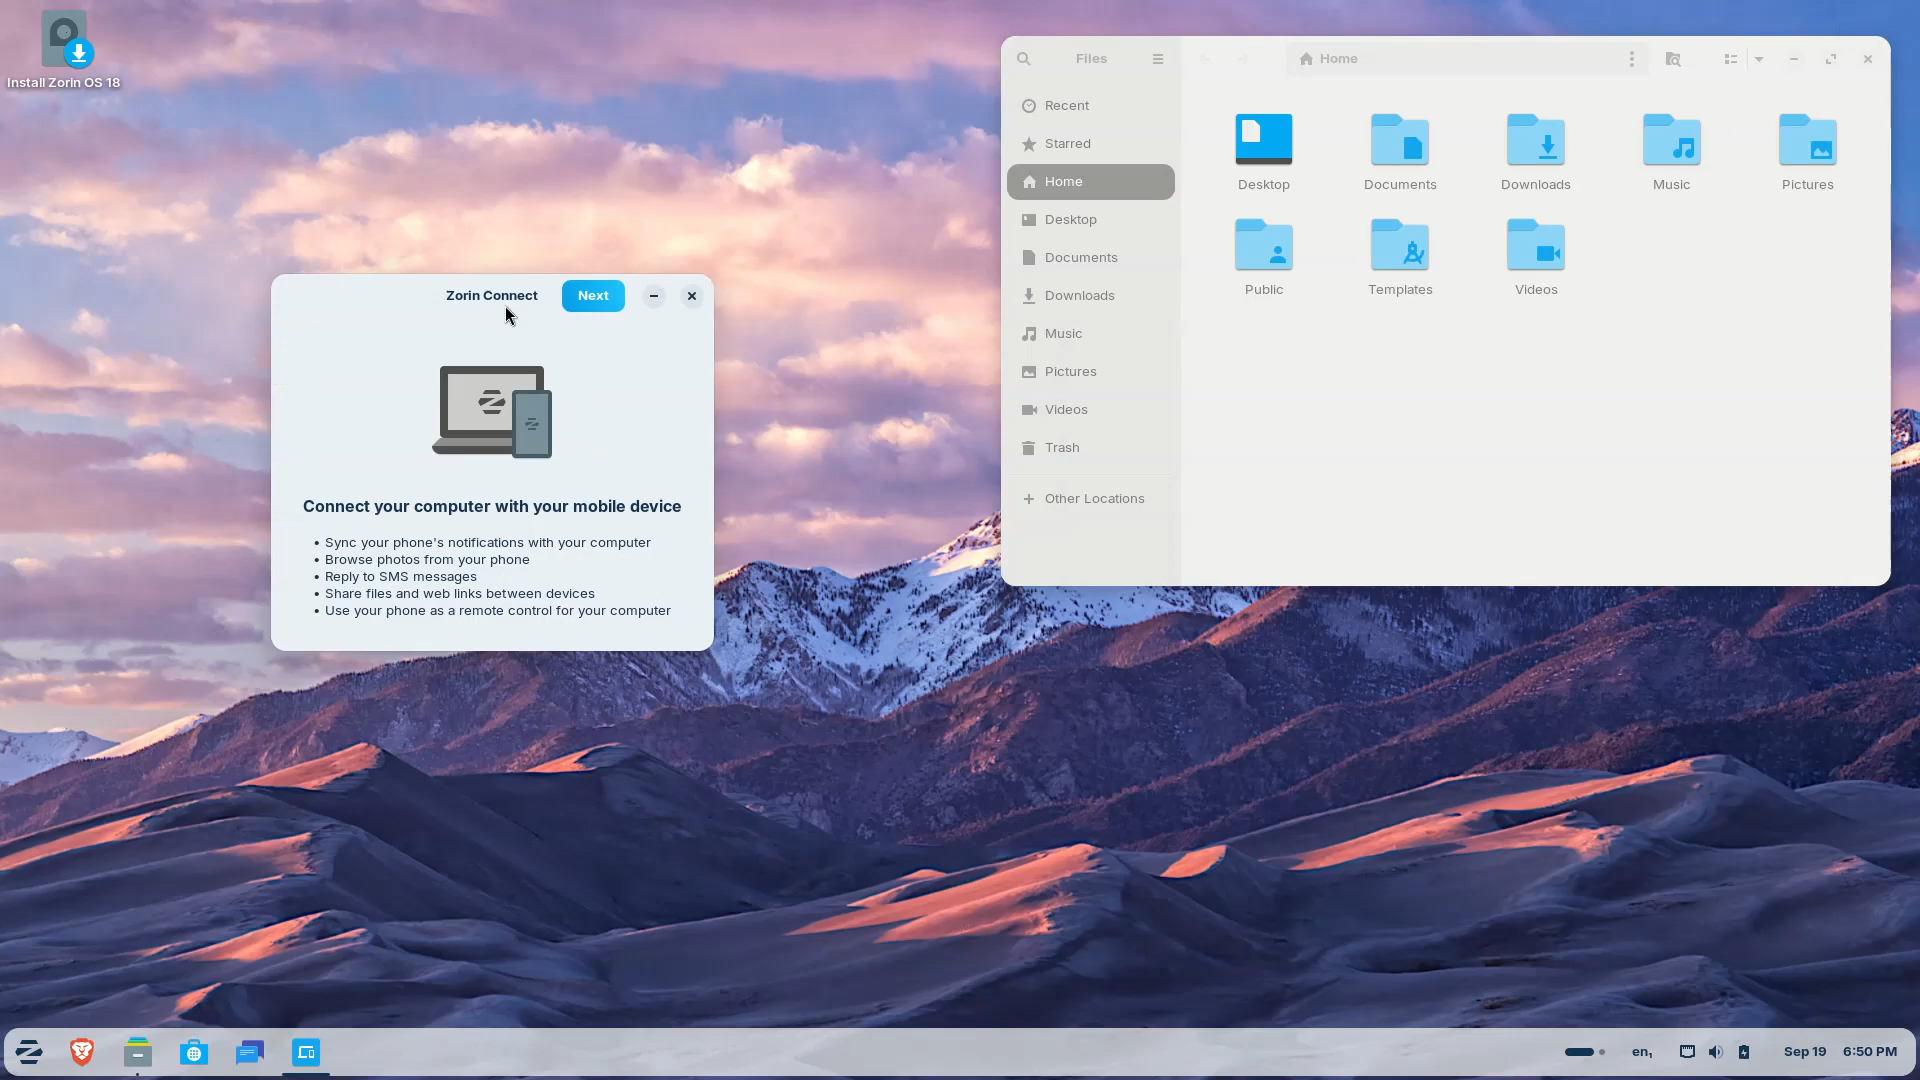 Install Zorin OS 18
Files
Home
Recent
Starred
Home
Desktop
Documents
Downloads
Music
Pictures
Videos
Trash
Other Locations
Desktop
Documents
Downloads
Music
Pictures
Public
Templates
Videos
Zorin Connect
Next
Connect your computer with your mobile device
• Sync your phone's notifications with your computer
• Browse photos from your phone
• Reply to SMS messages
• Share files and web links between devices
• Use your phone as a remote control for your computer
en₁
Sep 19 6:50 PM